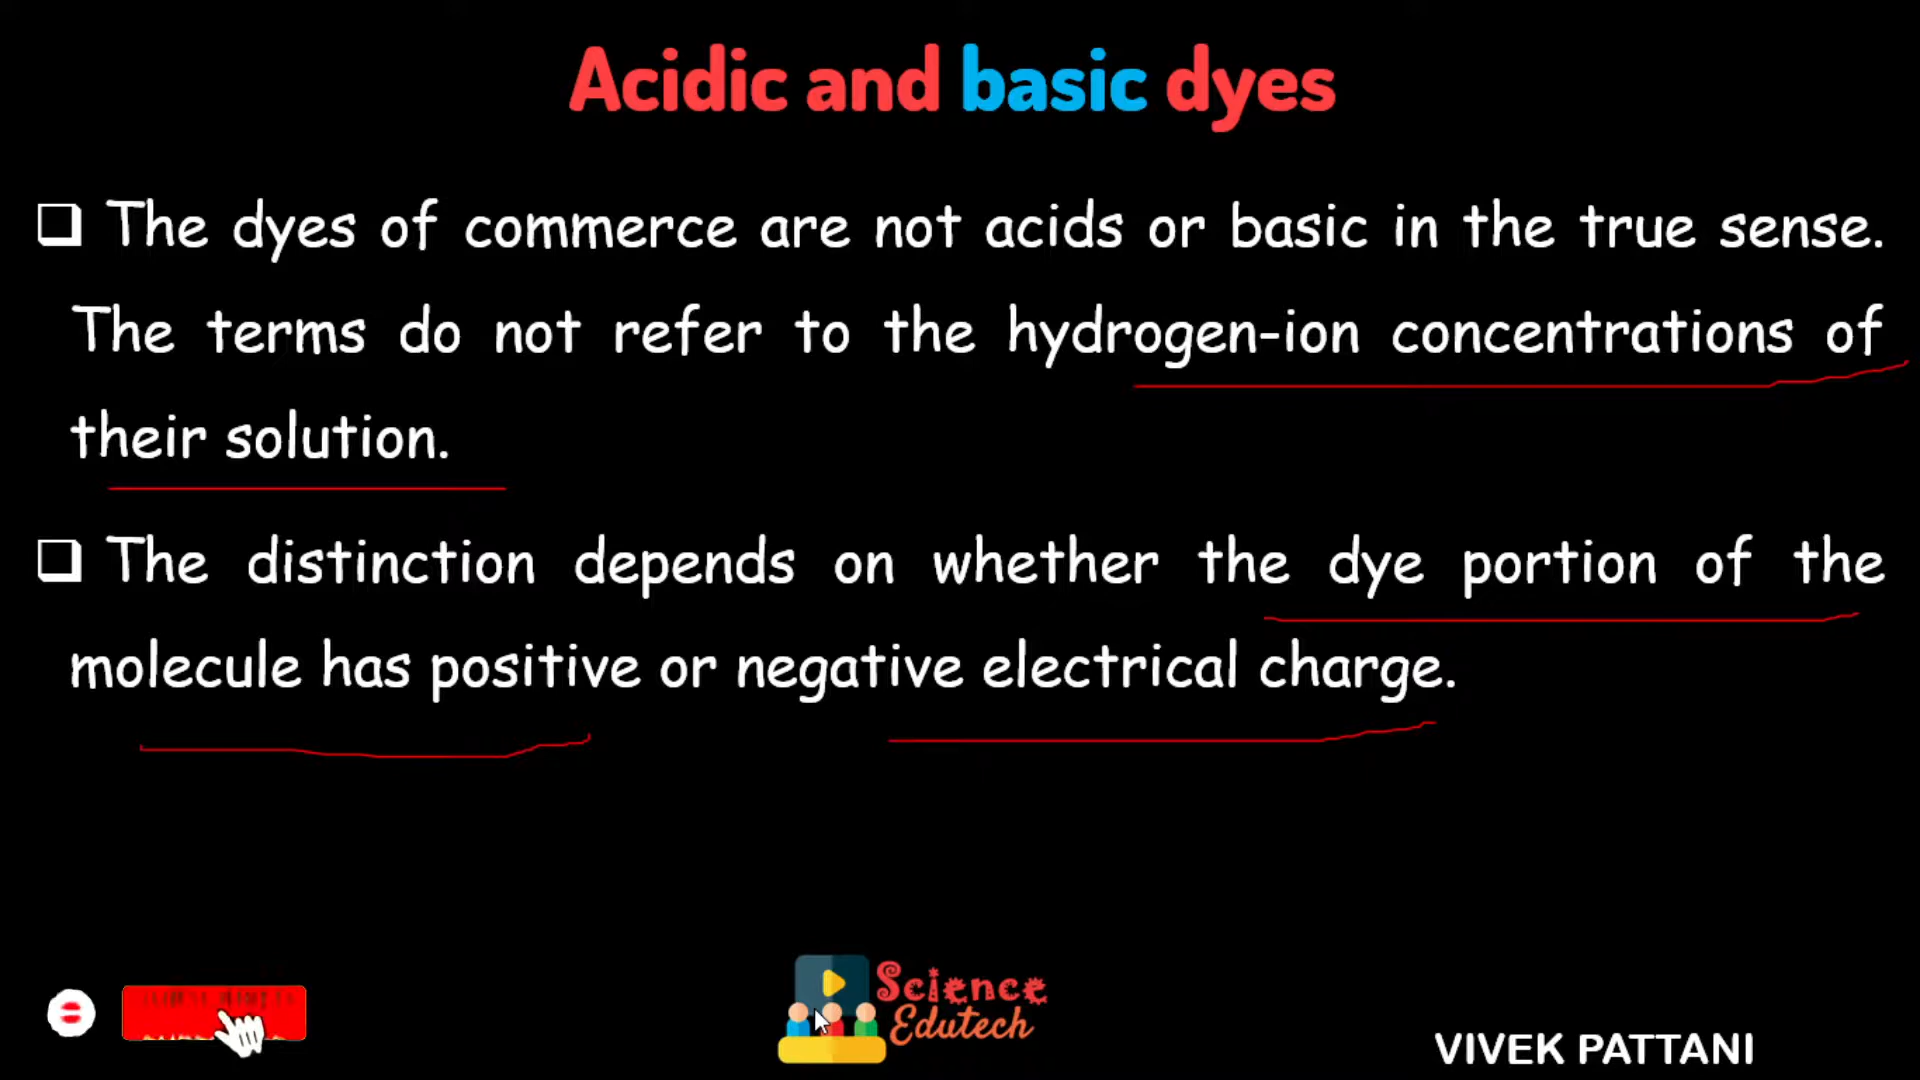 Acidic and basic dyes
❑ The dyes of commerce are not acids or basic in the true sense.
The terms do not refer to the hydrogen-ion concentrations of
their solution.
❑ The distinction depends on whether the dye portion of the
molecule has positive or negative electrical charge.
Science
Edutech
VIVEK PATTANI